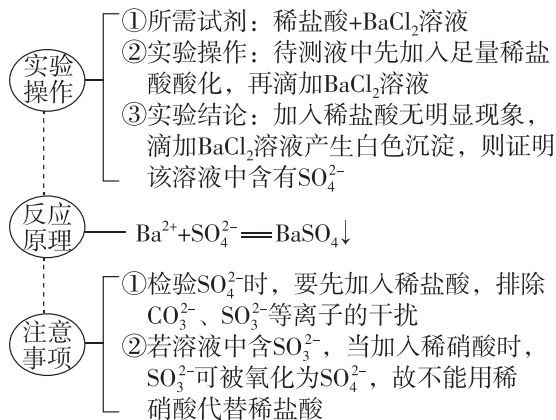 实验
操作
①所需试剂：稀盐酸+BaCl₂溶液
②实验操作：待测液中先加入足量稀盐
酸酸化，再滴加BaCl₂溶液
③实验结论：加入稀盐酸无明显现象，
滴加BaCl₂溶液产生白色沉淀，则证明
该溶液中含有SO₄²⁻
反应
原理
Ba²⁺+SO₄²⁻══BaSO₄↓
注意
事项
①检验SO₄²⁻时，要先加入稀盐酸，排除
CO₃²⁻、SO₃²⁻等离子的干扰
②若溶液中含SO₃²⁻，当加入稀硝酸时，
SO₃²⁻可被氧化为SO₄²⁻，故不能用稀
硝酸代替稀盐酸